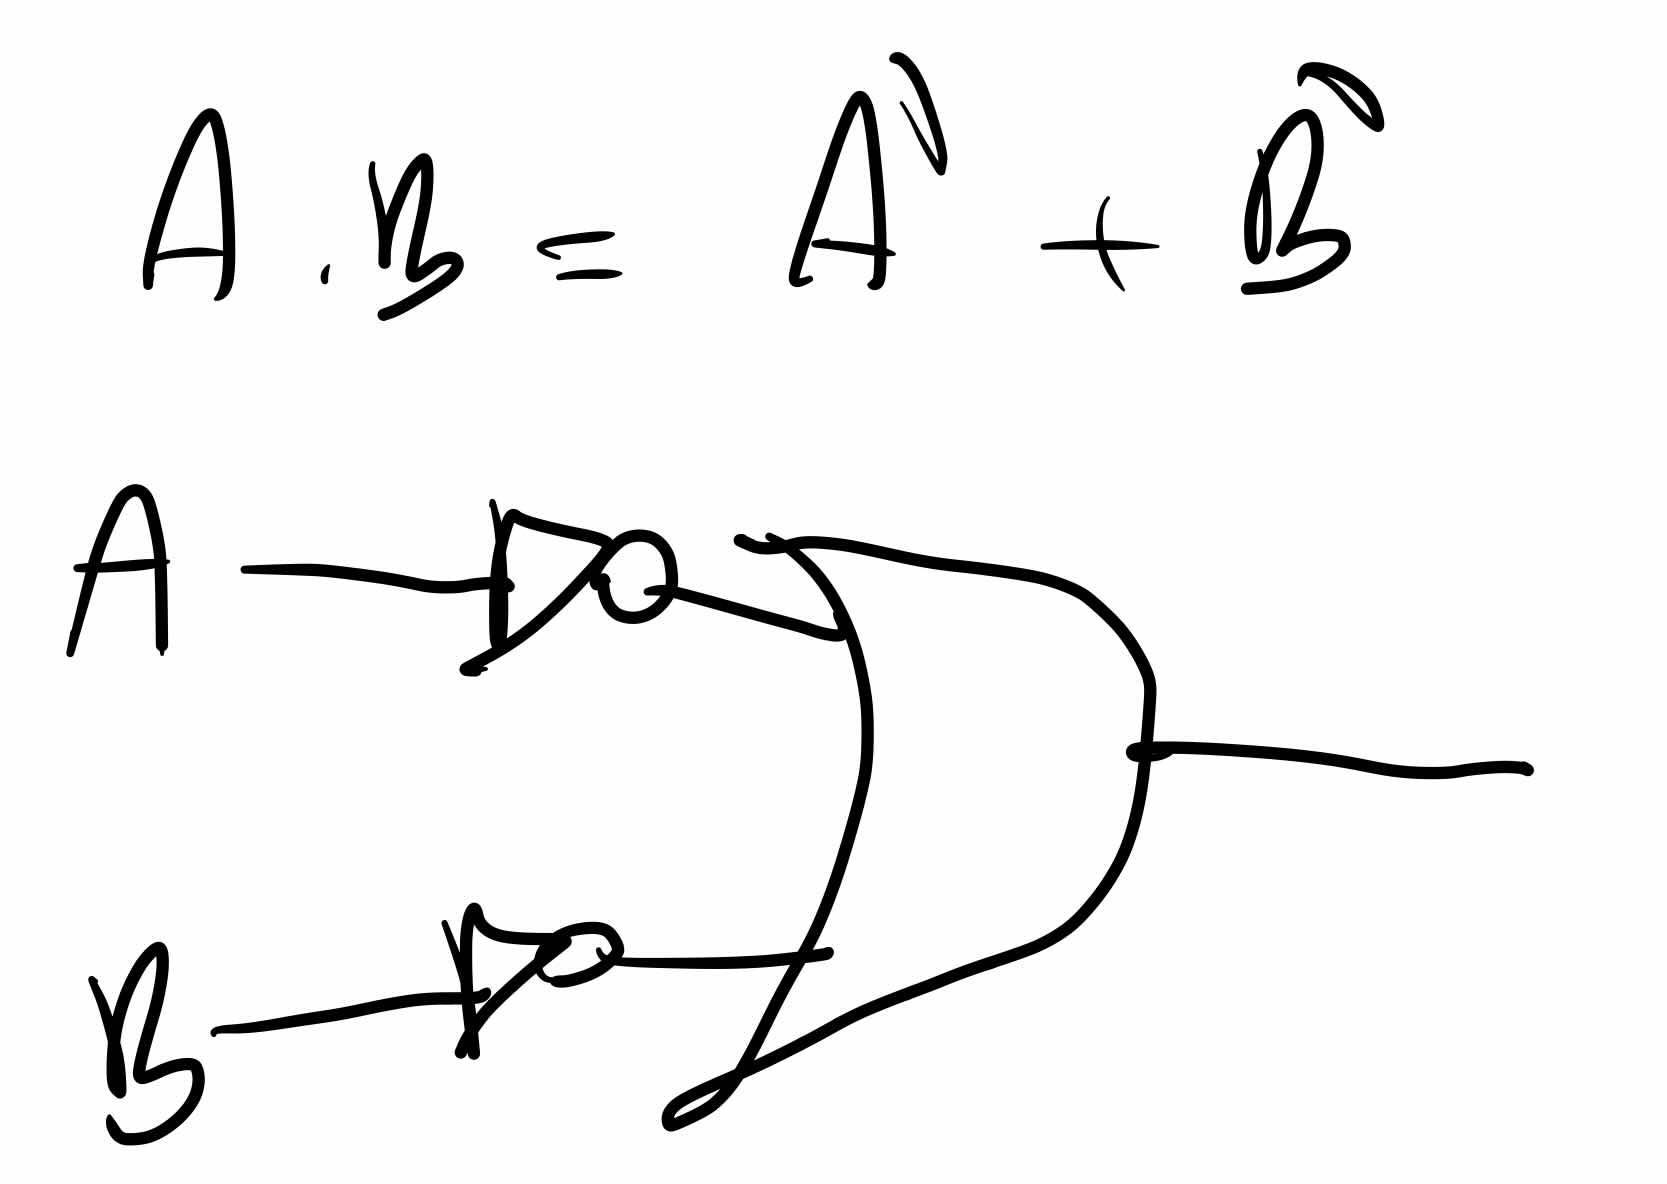 A . B = A' + B'
A
B